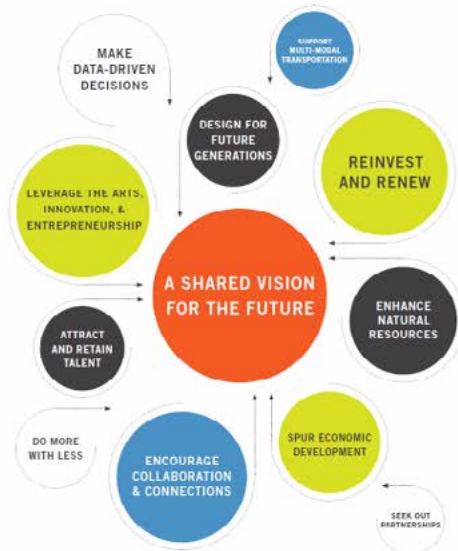 SUPPORT
MULTI-MODAL
TRANSPORTATION
MAKE
DATA-DRIVEN
DECISIONS
DESIGN FOR
FUTURE
GENERATIONS
REINVEST
AND RENEW
LEVERAGE THE ARTS,
INNOVATION, &
ENTREPRENEURSHIP
A SHARED VISION
FOR THE FUTURE
ENHANCE
NATURAL
RESOURCES
ATTRACT
AND RETAIN
TALENT
DO MORE
WITH LESS
ENCOURAGE
COLLABORATION
& CONNECTIONS
SPUR ECONOMIC
DEVELOPMENT
SEEK OUT
PARTNERSHIPS